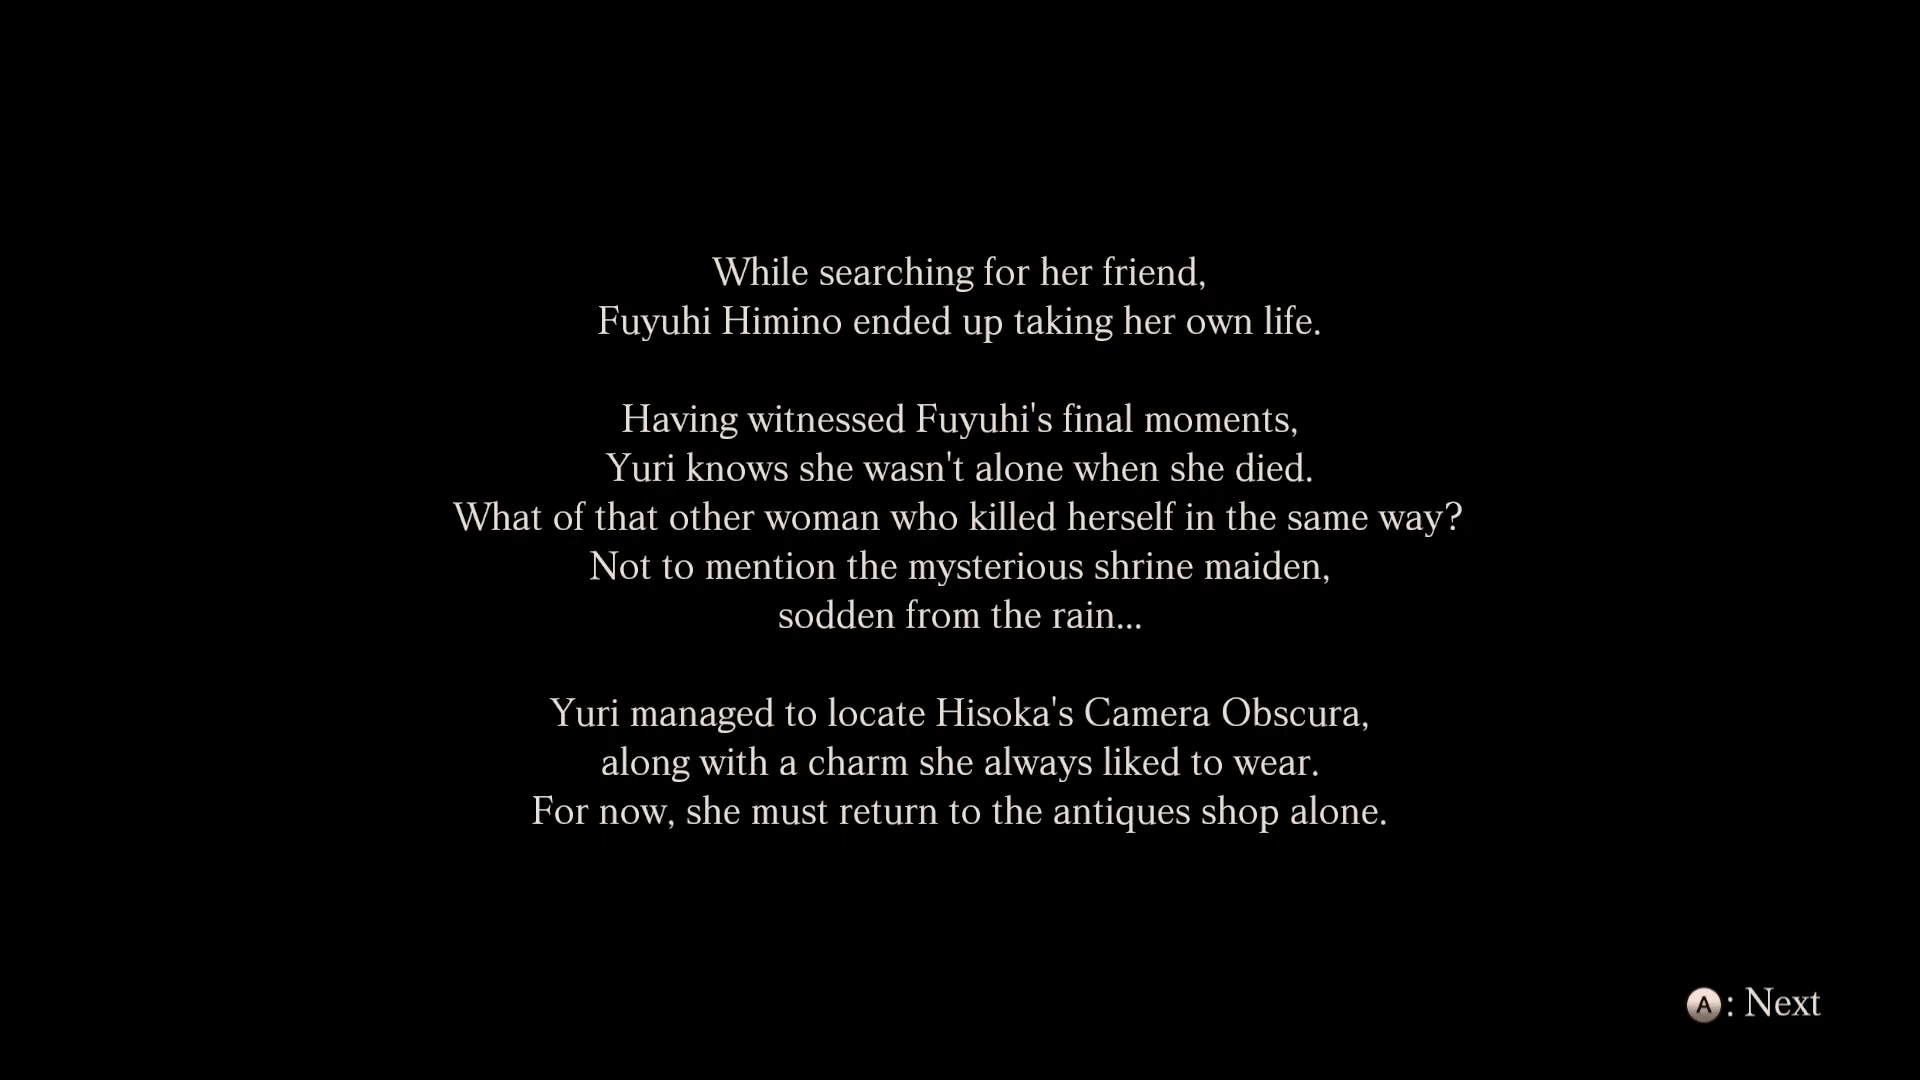 While searching for her friend,
Fuyuhi Himino ended up taking her own life.
Having witnessed Fuyuhi's final moments,
Yuri knows she wasn't alone when she died.
What of that other woman who killed herself in the same way?
Not to mention the mysterious shrine maiden,
sodden from the rain...
Yuri managed to locate Hisoka's Camera Obscura,
along with a charm she always liked to wear.
For now, she must return to the antiques shop alone.
A: Next